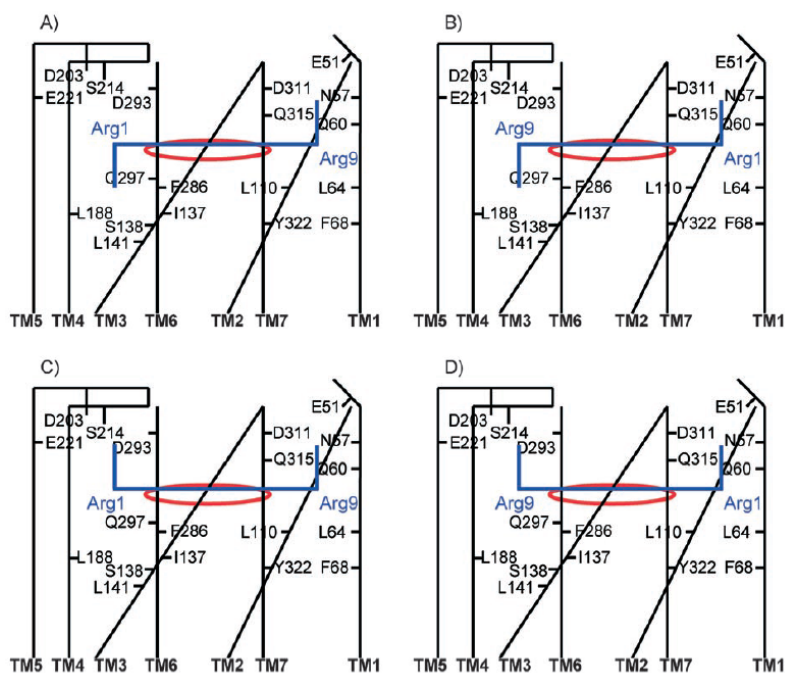 A) B)
E51 E51
D203 D203
S214 D311 S214 D311
E221 D293 N57 E221 D293 N57
Q315 Q60 Q315 Q60
Arg1 Arg9
Arg9 Arg1
Q297 Q297
F286 L110 L64 F286 L110 L64
L188 I137 L188 I137
S138 Y322 F68 S138 Y322 F68
L141 L141
TM5 TM4 TM3 TM6 TM2 TM7 TM1 TM5 TM4 TM3 TM6 TM2 TM7 TM1
C) D)
E51 E51
D203 D203
S214 D311 S214 D311
E221 D293 N57 E221 D293 N57
Q315 Q60 Q315 Q60
Arg1 Arg9 Arg9 Arg1
Q297 Q297
F286 L110 L64 F286 L110 L64
L188 I137 L188 I137
S138 Y322 F68 S138 Y322 F68
L141 L141
TM5 TM4 TM3 TM6 TM2 TM7 TM1 TM5 TM4 TM3 TM6 TM2 TM7 TM1